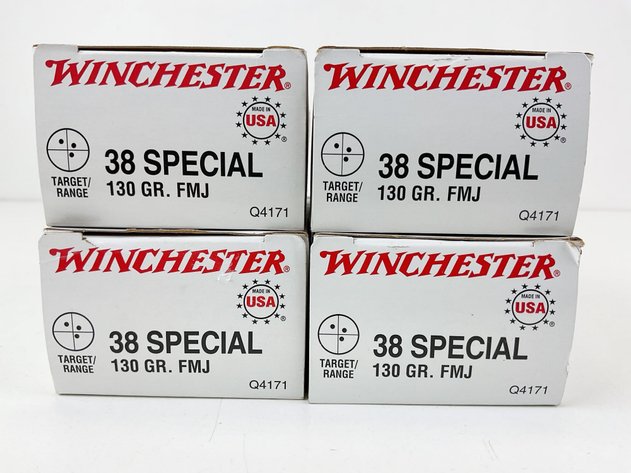 WINCHESTER®
MADE IN
USA
®
38 SPECIAL
TARGET/
RANGE
130 GR. FMJ
Q4171
WINCHESTER®
MADE IN
USA
®
38 SPECIAL
TARGET/
RANGE
130 GR. FMJ
Q4171
WINCHESTER®
MADE IN
USA
®
38 SPECIAL
TARGET/
RANGE
130 GR. FMJ
Q4171
WINCHESTER®
MADE IN
USA
®
38 SPECIAL
TARGET/
RANGE
130 GR. FMJ
Q4171